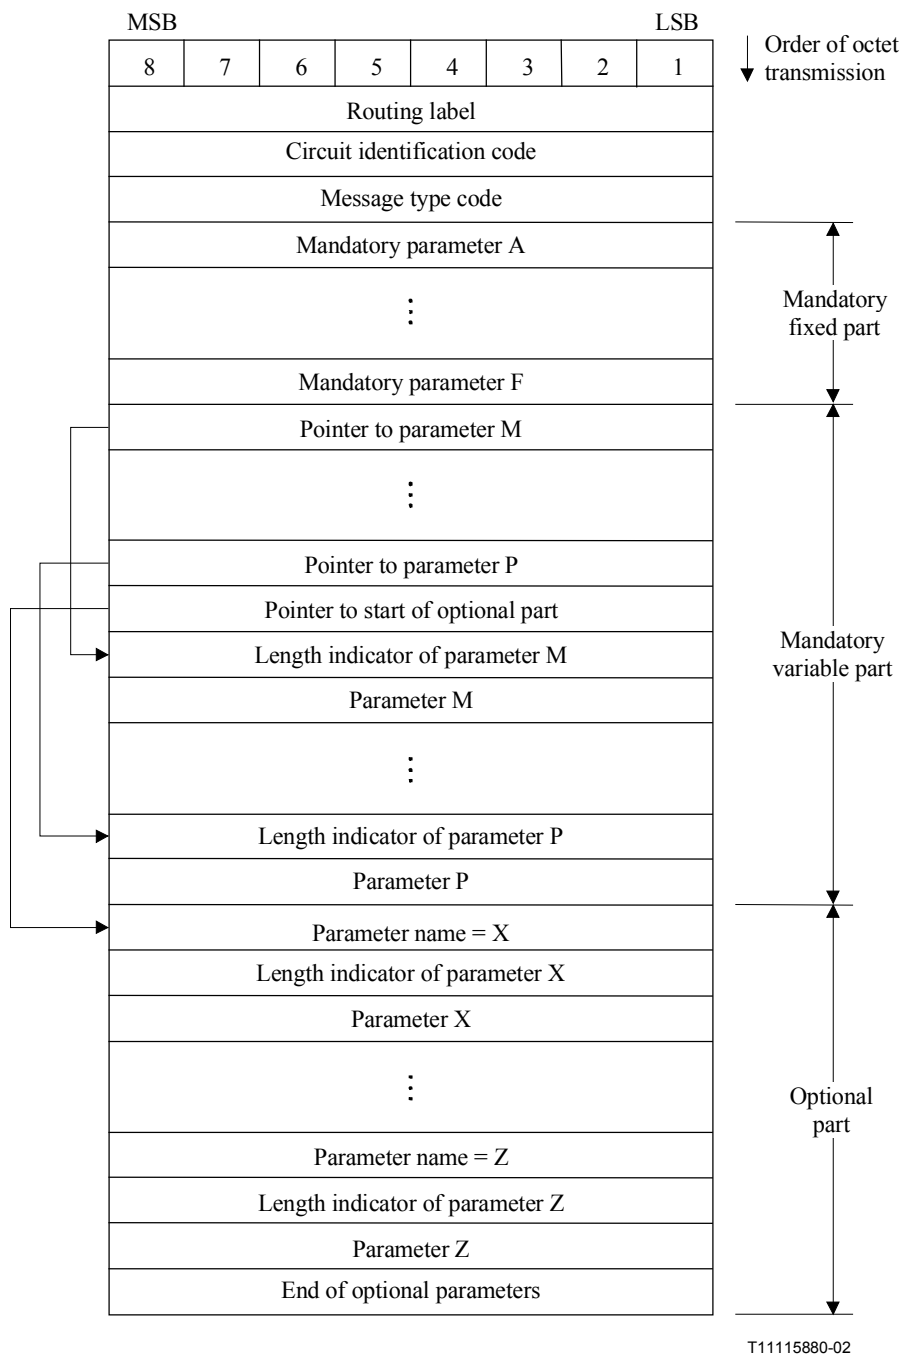 MSB LSB
Order of octet
transmission
8 7 6 5 4 3 2 1
Routing label
Circuit identification code
Message type code
Mandatory parameter A
⋮
Mandatory
fixed part
Mandatory parameter F
Pointer to parameter M
⋮
Pointer to parameter P
Pointer to start of optional part
Length indicator of parameter M
Parameter M
Mandatory
variable part
⋮
Length indicator of parameter P
Parameter P
Parameter name = X
Length indicator of parameter X
Parameter X
⋮
Optional
part
Parameter name = Z
Length indicator of parameter Z
Parameter Z
End of optional parameters
T11115880-02